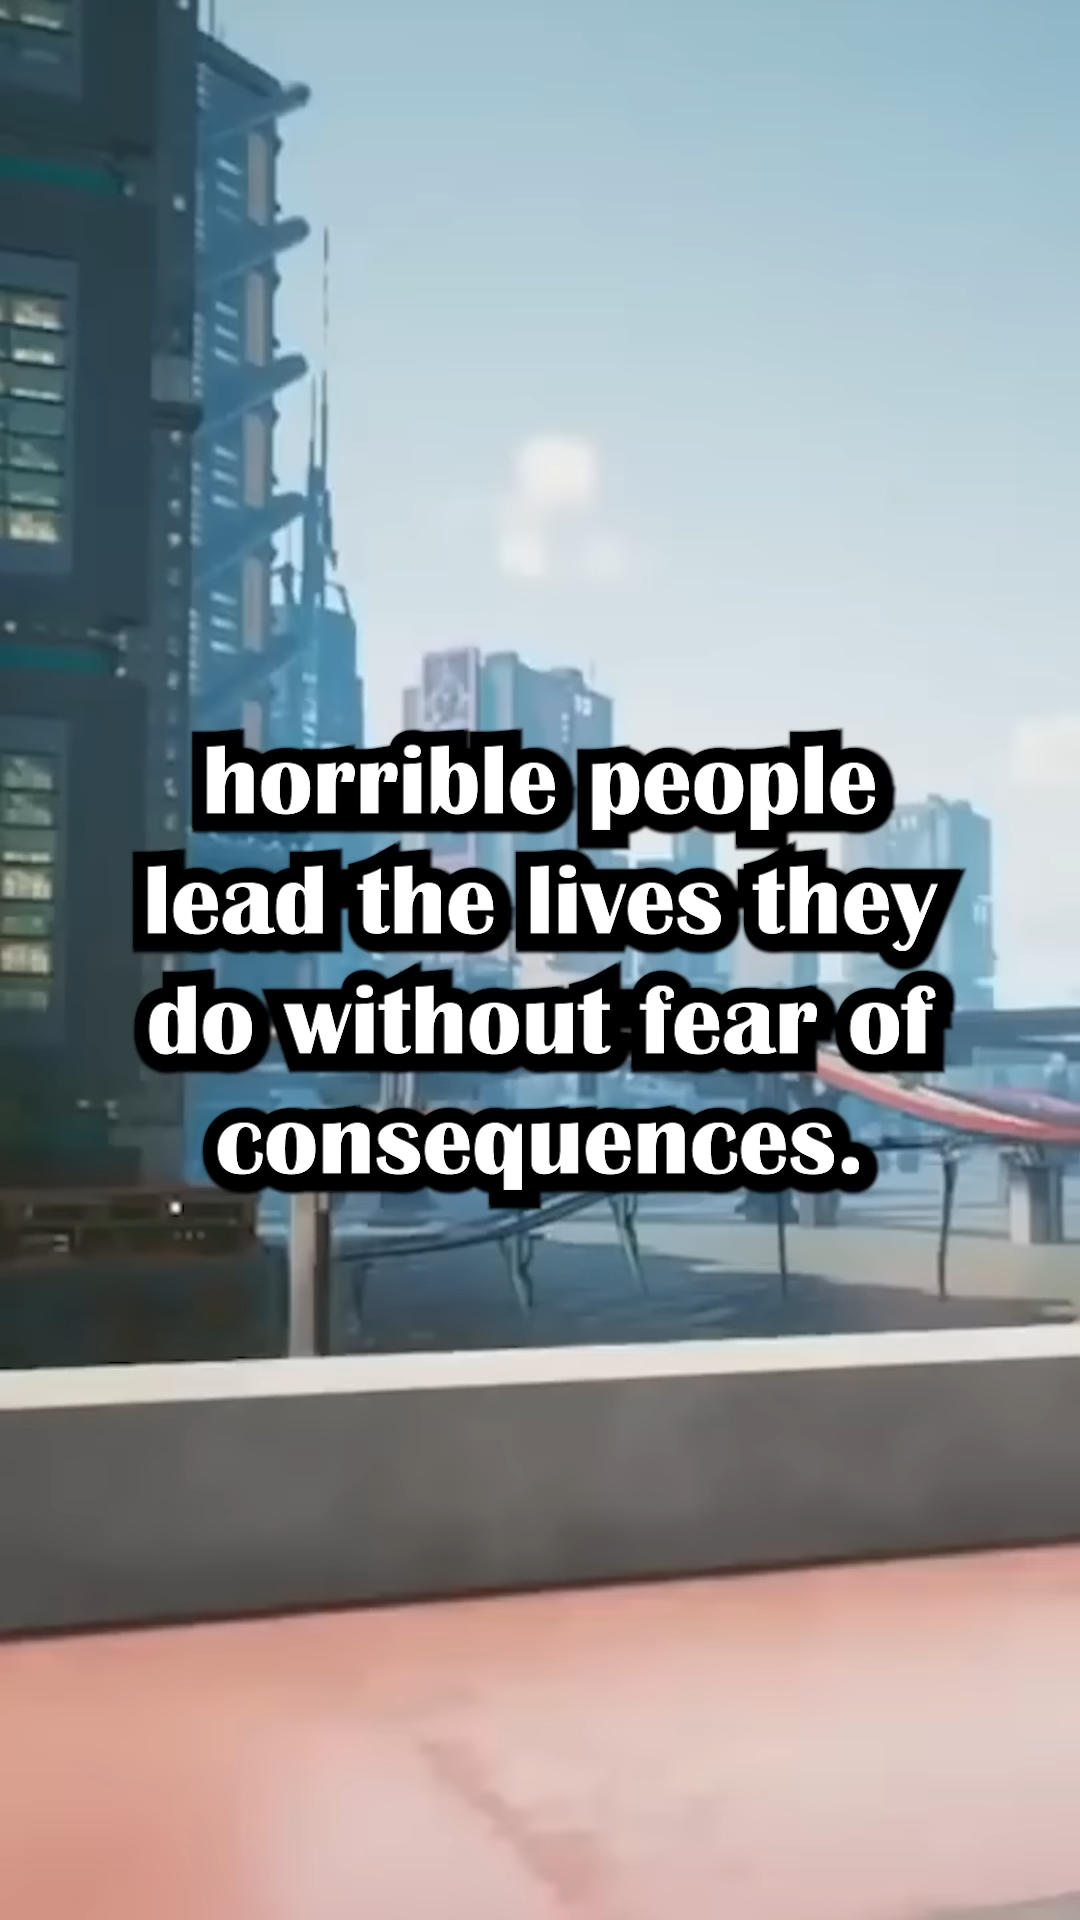 horrible people
lead the lives they
do without fear of
consequences.